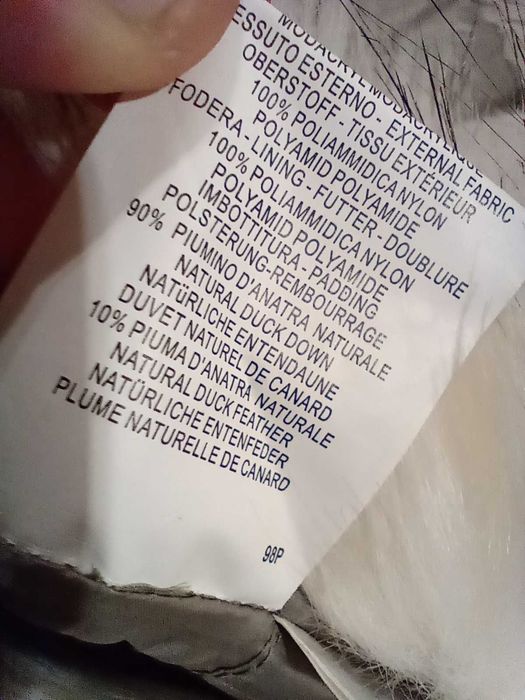 TESSUTO ESTERNO - EXTERNAL FABRIC
OBERSTOFF - TISSU EXTÉRIEUR
100% POLIAMMIDICA NYLON
POLYAMID POLYAMIDE
FODERA - LINING - FUTTER - DOUBLURE
100% POLIAMMIDICA NYLON
POLYAMID POLYAMIDE
IMBOTTITURA - PADDING
POLSTERUNG-REMBOURRAGE
90% PIUMINO D'ANATRA NATURALE
NATURAL DUCK DOWN
NATÜRLICHE ENTENDAUNE
DUVET NATUREL DE CANARD
10% PIUMA D'ANATRA NATURALE
NATURAL DUCK FEATHER
NATÜRLICHE ENTENFEDER
PLUME NATURELLE DE CANARD
98P